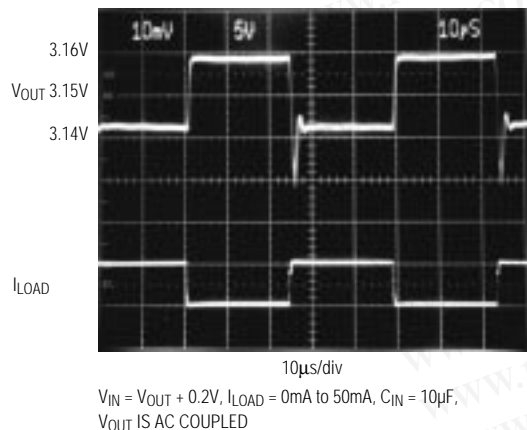 10mV 5V 10µS
3.16V
VOUT 3.15V
3.14V
ILOAD
10µs/div
VIN = VOUT + 0.2V, ILOAD = 0mA to 50mA, CIN = 10µF,
VOUT IS AC COUPLED